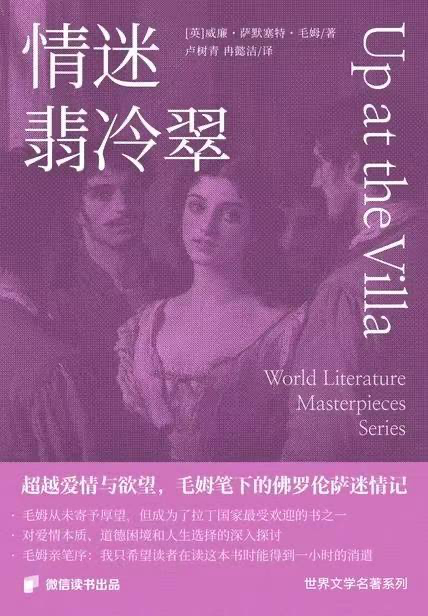 [英]威廉·萨默塞特·毛姆/著
卢树青 冉懿洁/译
情迷
翡冷翠
Up at the Villa
World Literature
Masterpieces
Series
超越爱情与欲望，毛姆笔下的佛罗伦萨迷情记
· 毛姆从未寄予厚望，但成为了拉丁国家最受欢迎的书之一
· 对爱情本质、道德困境和人生选择的深入探讨
· 毛姆亲笔序：我只希望读者在读这本书时能得到一小时的消遣
微信读书出品
世界文学名著系列